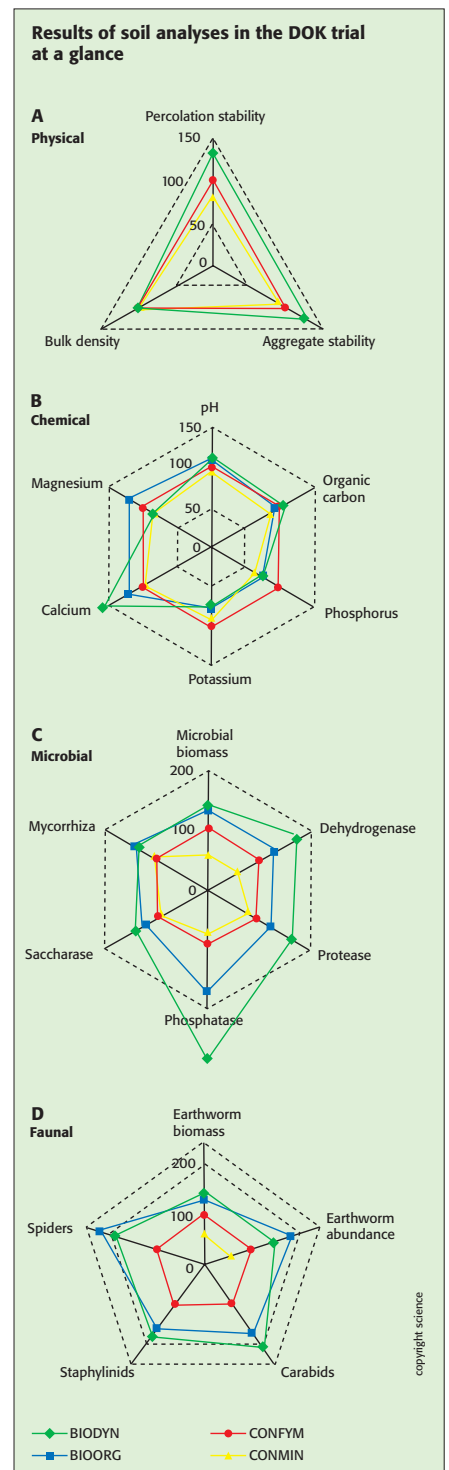 Results of soil analyses in the DOK trial
at a glance
A
Physical
Percolation stability
150
100
50
0
Bulk density
Aggregate stability
B
Chemical
pH
150
100
50
0
Magnesium
Organic
carbon
Calcium
Phosphorus
Potassium
C
Microbial
Microbial
biomass
200
100
0
Mycorrhiza
Dehydrogenase
Saccharase
Protease
Phosphatase
D
Faunal
Earthworm
biomass
200
100
0
Spiders
Earthworm
abundance
Staphylinids
Carabids
copyright science
BIODYN
CONFYM
BIOORG
CONMIN